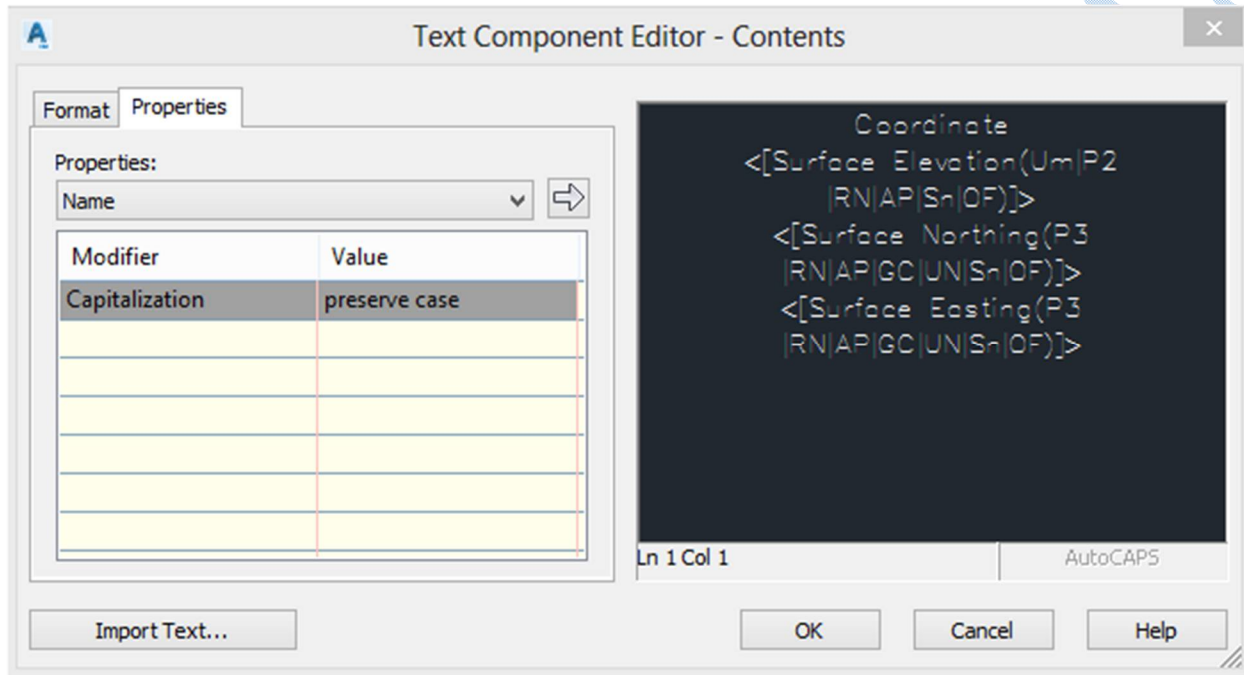 Text Component Editor - Contents
Format Properties
Properties:
Name
Modifier Value
Capitalization preserve case
Coordinate
<[Surface Elevation(Um|P2
|RN|AP|Sn|OF)]>
<[Surface Northing(P3
|RN|AP|GC|UN|Sn|OF)]>
<[Surface Easting(P3
|RN|AP|GC|UN|Sn|OF)]>
Ln 1 Col 1 AutoCAPS
Import Text... OK Cancel Help